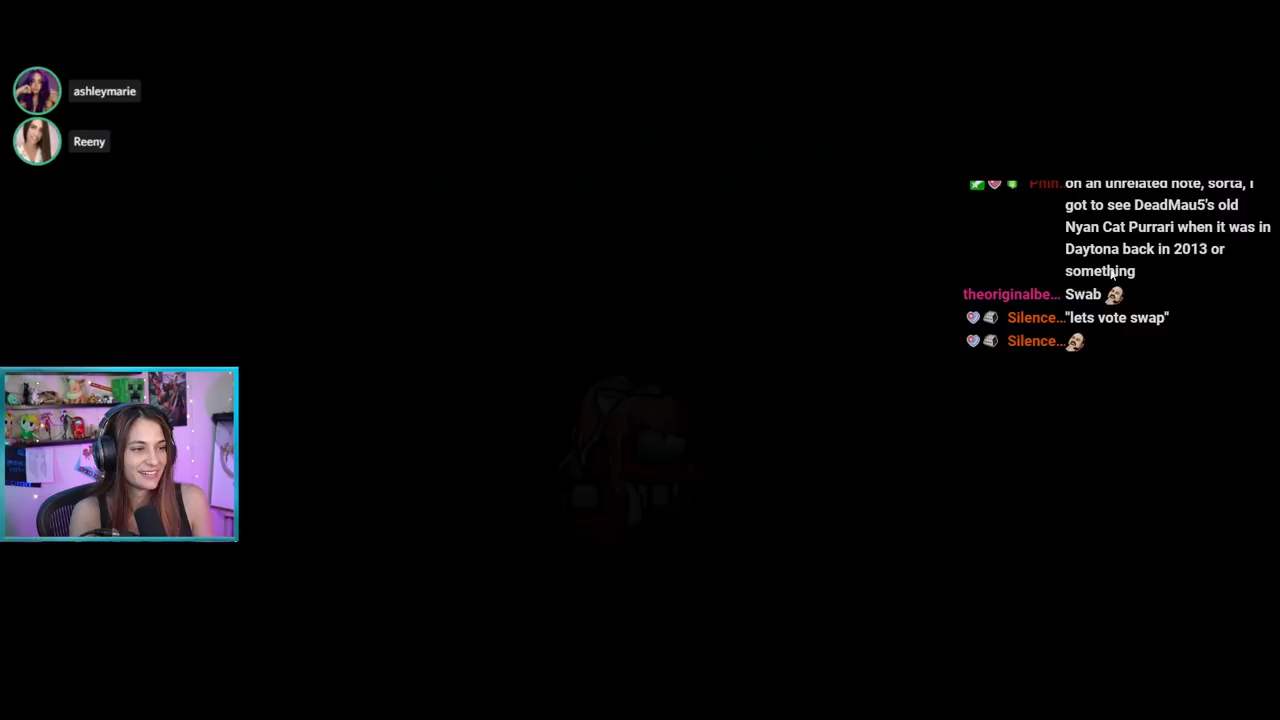 ashleymarie
Reeny
Phin. on an unrelated note, sorta, I
got to see DeadMau5's old
Nyan Cat Purrari when it was in
Daytona back in 2013 or
something
theoriginalbe... Swab
Silence... "lets vote swap"
Silence...